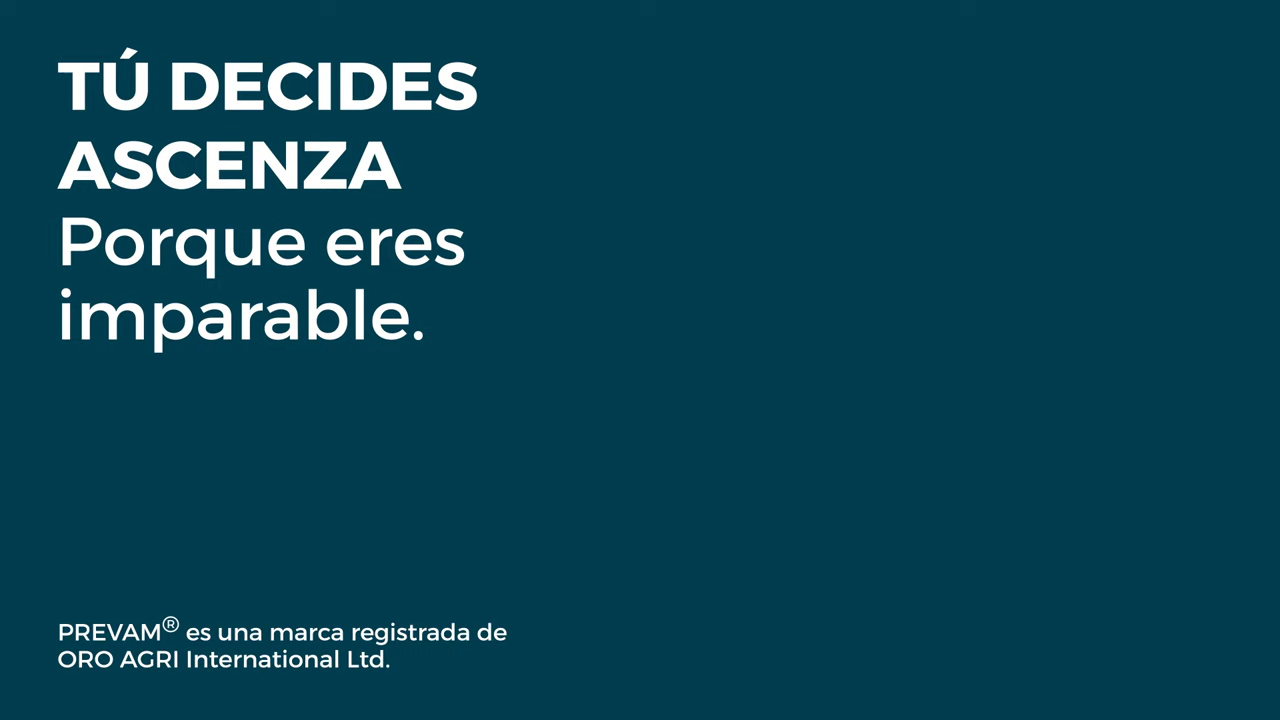 TÚ DECIDES
ASCENZA
Porque eres
imparable.
PREVAM® es una marca registrada de
ORO AGRI International Ltd.